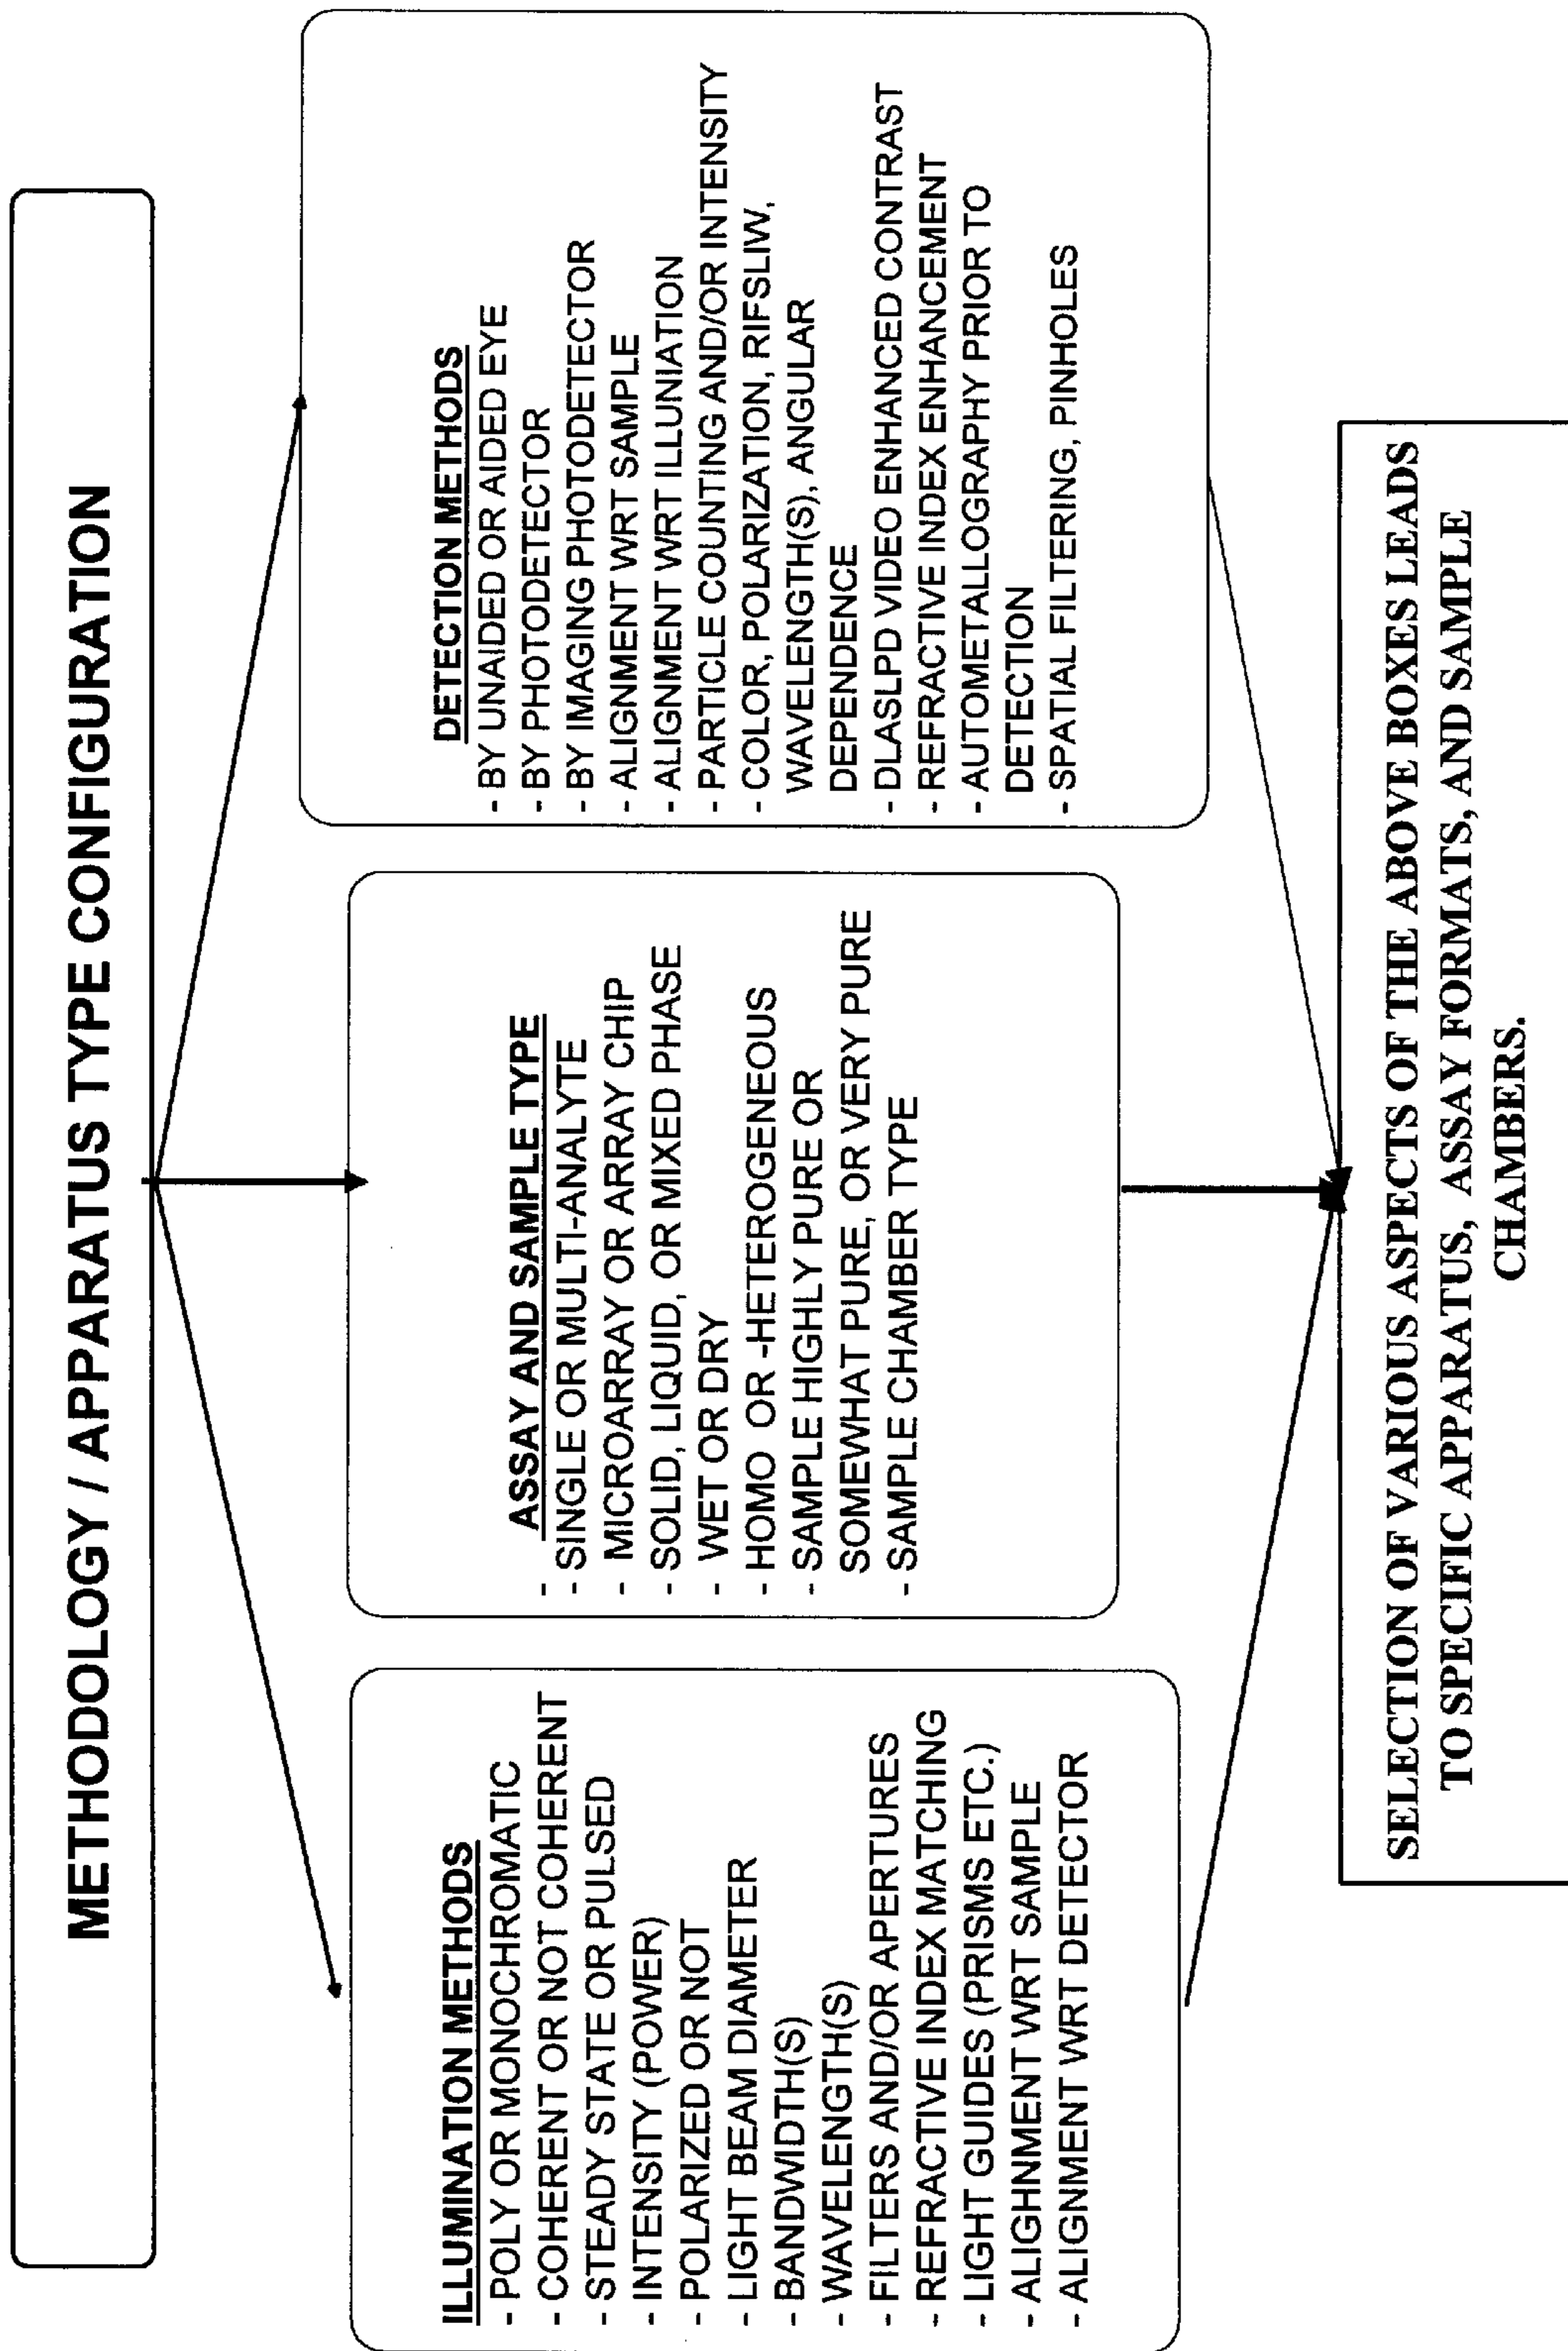 METHODOLOGY / APPARATUS TYPE CONFIGURATION
ILLUMINATION METHODS
- POLY OR MONOCHROMATIC
- COHERENT OR NOT COHERENT
- STEADY STATE OR PULSED
- INTENSITY (POWER)
- POLARIZED OR NOT
- LIGHT BEAM DIAMETER
- BANDWIDTH(S)
- WAVELENGTH(S)
- FILTERS AND/OR APERTURES
- REFRACTIVE INDEX MATCHING
- LIGHT GUIDES (PRISMS ETC.)
- ALIGHNMENT WRT SAMPLE
- ALIGNMENT WRT DETECTOR
- ASSAY AND SAMPLE TYPE
- SINGLE OR MULTI-ANALYTE
- MICROARRAY OR ARRAY CHIP
- SOLID, LIQUID, OR MIXED PHASE
- WET OR DRY
- HOMO OR -HETEROGENEOUS
- SAMPLE HIGHLY PURE OR
SOMEWHAT PURE, OR VERY PURE
- SAMPLE CHAMBER TYPE
DETECTION METHODS
- BY UNAIDED OR AIDED EYE
- BY PHOTODETECTOR
- BY IMAGING PHOTODETECTOR
- ALIGNMENT WRT SAMPLE
- ALIGNMENT WRT ILLUNIATION
- PARTICLE COUNTING AND/OR INTENSITY
- COLOR, POLARIZATION, RIFSLIW,
WAVELENGTH(S), ANGULAR
DEPENDENCE
- DLASLPD VIDEO ENHANCED CONTRAST
- REFRACTIVE INDEX ENHANCEMENT
- AUTOMETALLOGRAPHY PRIOR TO
DETECTION
- SPATIAL FILTERING, PINHOLES
SELECTION OF VARIOUS ASPECTS OF THE ABOVE BOXES LEADS
TO SPECIFIC APPARATUS, ASSAY FORMATS, AND SAMPLE
CHAMBERS.